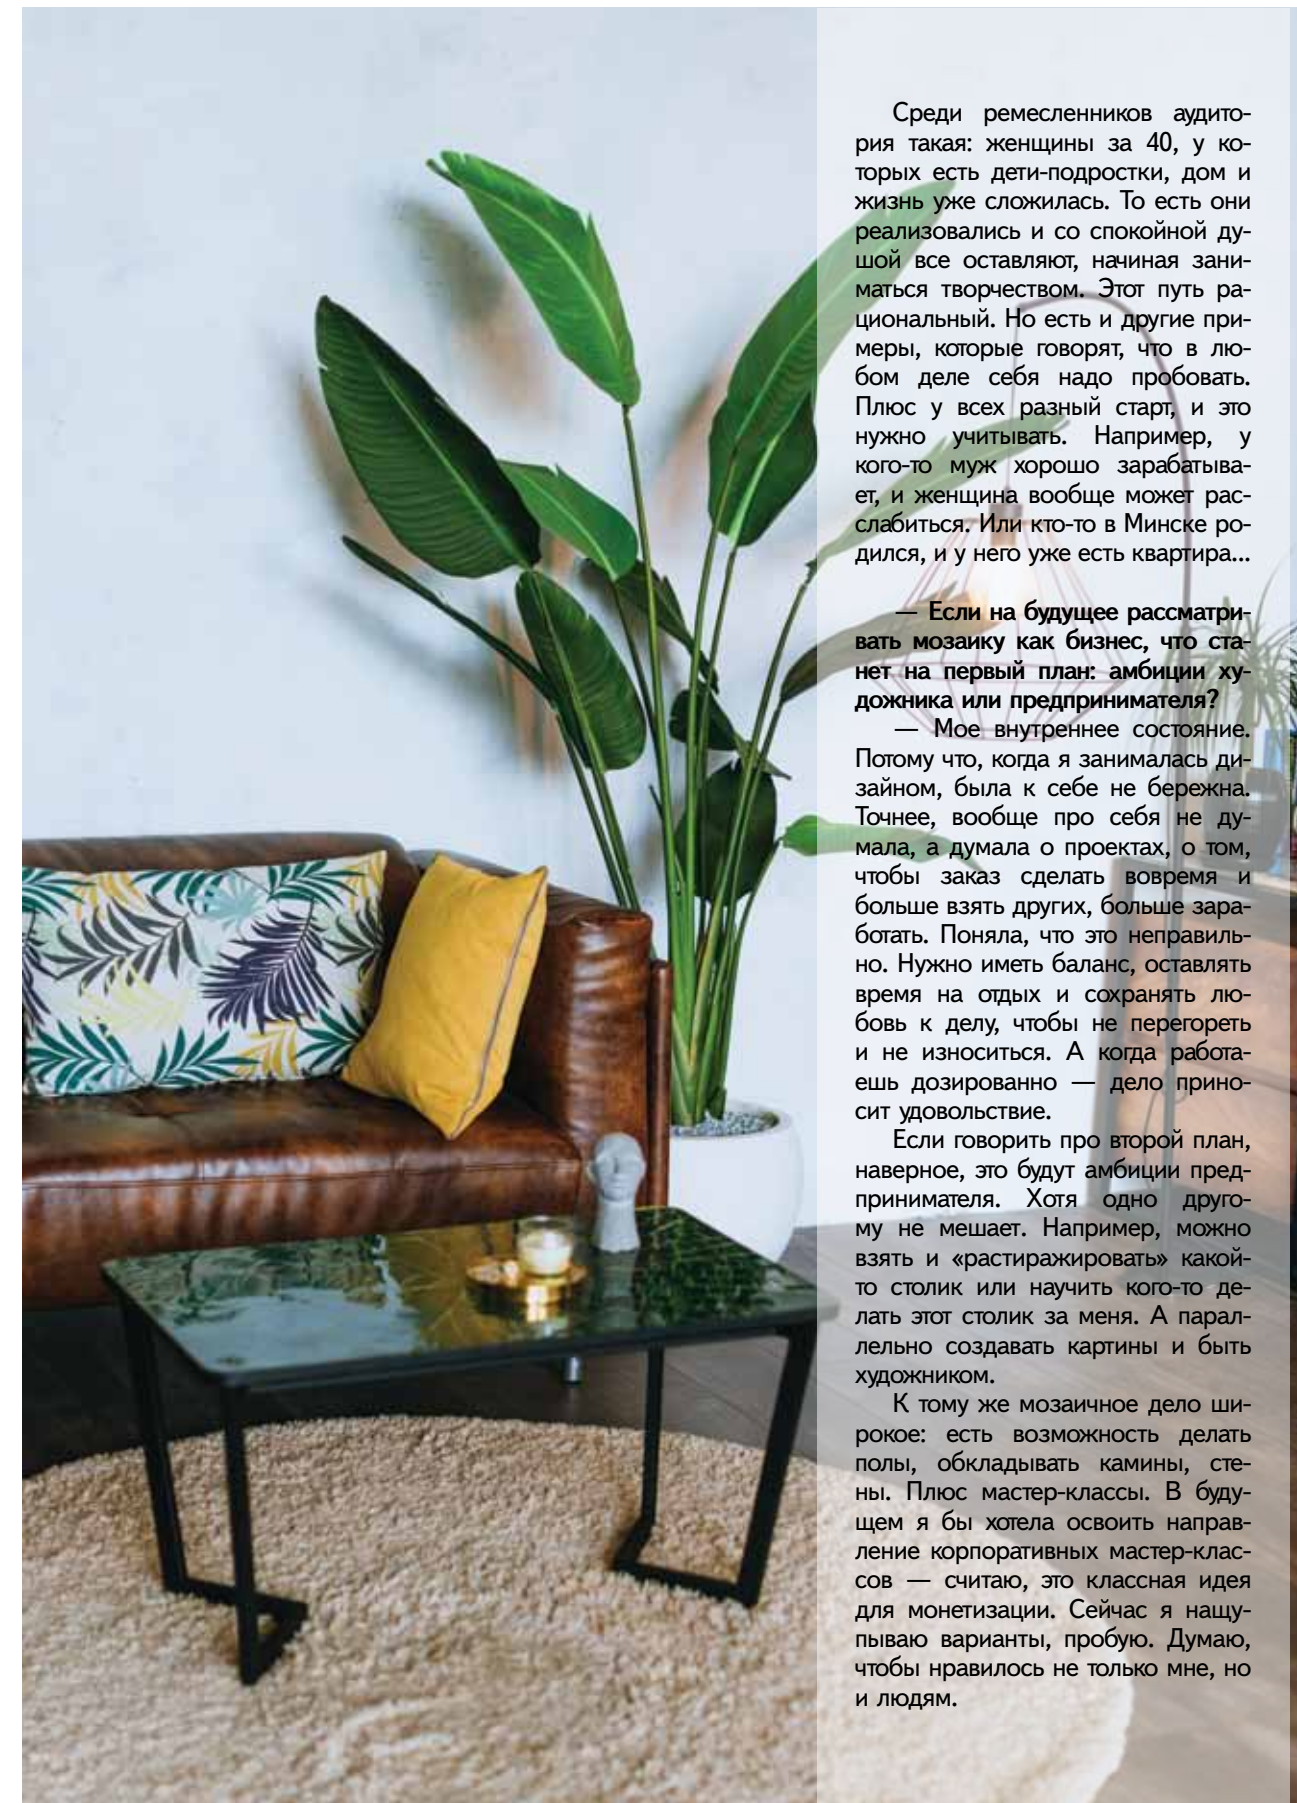 Среди ремесленников аудито-
рия такая: женщины за 40, у ко-
торых есть дети-подростки, дом и
жизнь уже сложилась. То есть они
реализовались и со спокойной ду-
шой все оставляют, начиная зани-
маться творчеством. Этот путь ра-
циональный. Но есть и другие при-
меры, которые говорят, что в лю-
бом деле себя надо пробовать.
Плюс у всех разный старт, и это
нужно учитывать. Например, у
кого-то муж хорошо зарабатыва-
ет, и женщина вообще может рас-
слабиться. Или кто-то в Минске ро-
дился, и у него уже есть квартира...
— Если на будущее рассматри-
вать мозаику как бизнес, что ста-
нет на первый план: амбиции ху-
дожника или предпринимателя?
— Мое внутреннее состояние.
Потому что, когда я занималась ди-
зайном, была к себе не бережна.
Точнее, вообще про себя не ду-
мала, а думала о проектах, о том,
чтобы заказ сделать вовремя и
больше взять других, больше зара-
ботать. Поняла, что это неправиль-
но. Нужно иметь баланс, оставлять
время на отдых и сохранять лю-
бовь к делу, чтобы не перегореть
и не износиться. А когда работа-
ешь дозированно — дело прино-
сит удовольствие.
Если говорить про второй план,
наверное, это будут амбиции пред-
принимателя. Хотя одно друго-
му не мешает. Например, можно
взять и «растиражировать» какой-
то столик или научить кого-то де-
лать этот столик за меня. А парал-
лельно создавать картины и быть
художником.
К тому же мозаичное дело ши-
рокое: есть возможность делать
полы, обкладывать камины, сте-
ны. Плюс мастер-классы. В буду-
щем я бы хотела освоить направ-
ление корпоративных мастер-клас-
сов — считаю, это классная идея
для монетизации. Сейчас я нащу-
пываю варианты, пробую. Думаю,
чтобы нравилось не только мне, но
и людям.